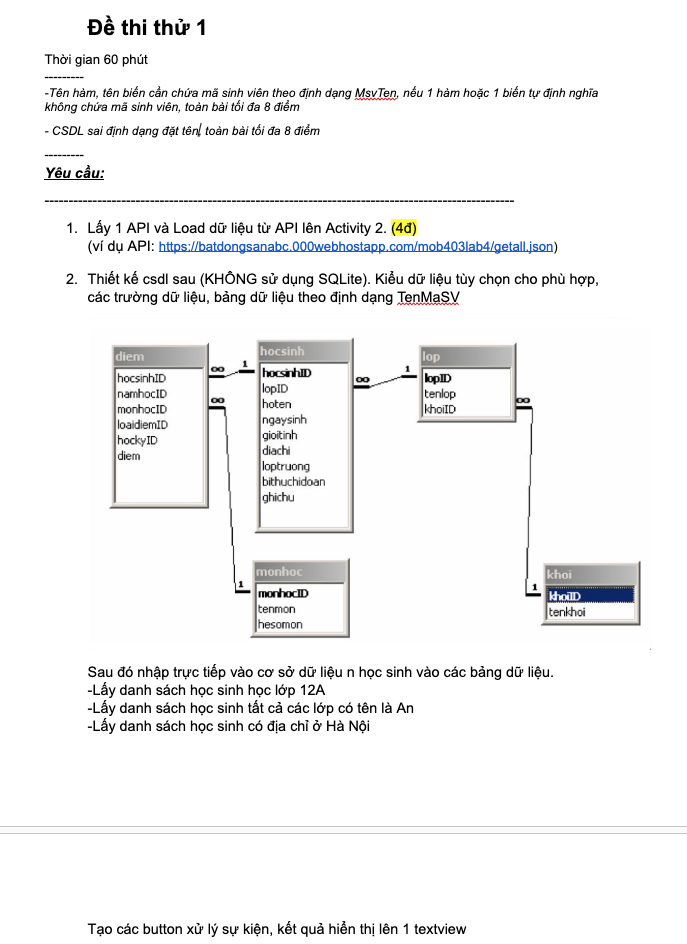 Đề thi thử 1
Thời gian 60 phút
---------
-Tên hàm, tên biến cần chứa mã sinh viên theo định dạng MsvTen, nếu 1 hàm hoặc 1 biến tự định nghĩa
không chứa mã sinh viên, toàn bài tối đa 8 điểm
- CSDL sai định dạng đặt tên, toàn bài tối đa 8 điểm
---------
Yêu cầu:
1. Lấy 1 API và Load dữ liệu từ API lên Activity 2. (4đ)
(ví dụ API: https://batdongsanabc.000webhostapp.com/mob403lab4/getall.json)
2. Thiết kế csdl sau (KHÔNG sử dụng SQLite). Kiểu dữ liệu tùy chọn cho phù hợp,
các trường dữ liệu, bảng dữ liệu theo định dạng TenMaSV
diem
hocsinhID
namhocID
monhocID
loaidiemID
hockyID
diem
∞ 1
∞
hocsinh
hocsinhID
lopID
hoten
ngaysinh
gioitinh
diachi
loptruong
bithuchidoan
ghichu
∞ 1
lop
lopID
tenlop
khoiID
∞
1
monhoc
monhocID
tenmon
hesomon
1
khoi
khoiID
tenkhoi
Sau đó nhập trực tiếp vào cơ sở dữ liệu n học sinh vào các bảng dữ liệu.
-Lấy danh sách học sinh học lớp 12A
-Lấy danh sách học sinh tất cả các lớp có tên là An
-Lấy danh sách học sinh có địa chỉ ở Hà Nội
Tạo các button xử lý sự kiện, kết quả hiển thị lên 1 textview